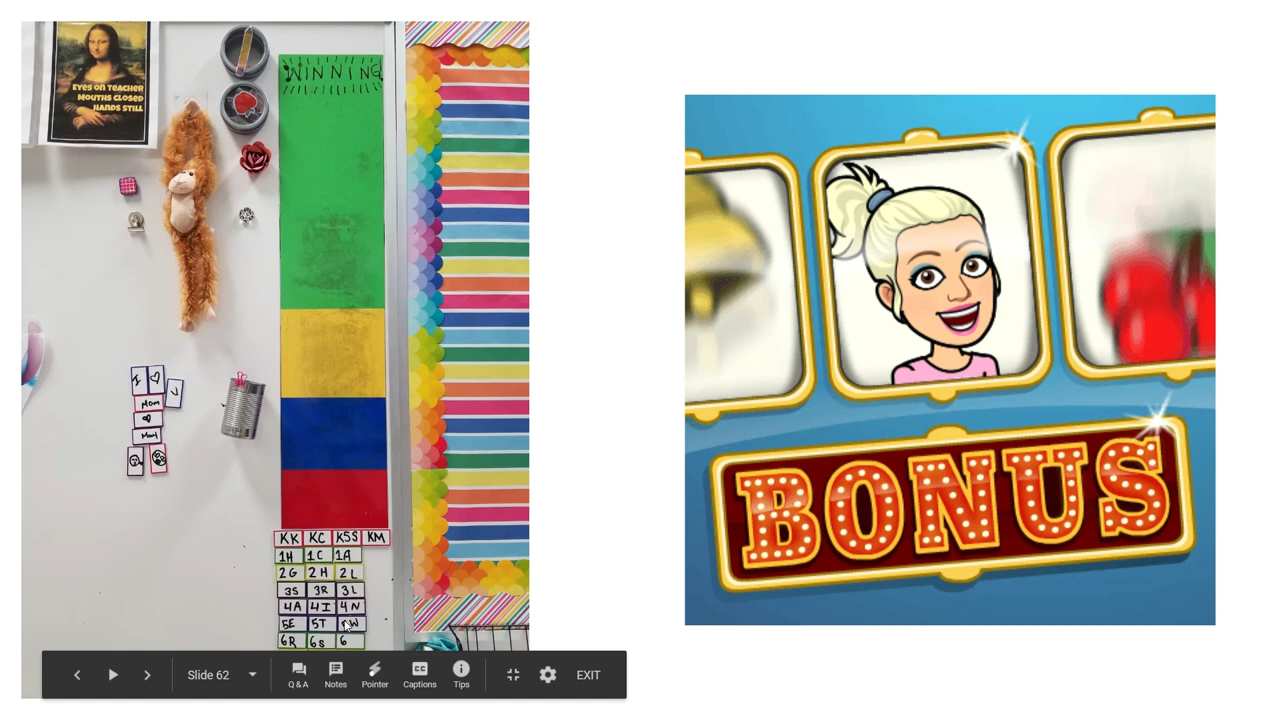 EYES ON TEACHER
MOUTHS CLOSED
HANDS STILL
WINNING
I
MOM
KK KC KSS KM
1H 1C 1A
2G 2H 2L
3S 3R 3L
4A 4I 4N
5E 5T W
6R 6S 6
BONUS
Slide 62
Q & A Notes Pointer Captions Tips
EXIT